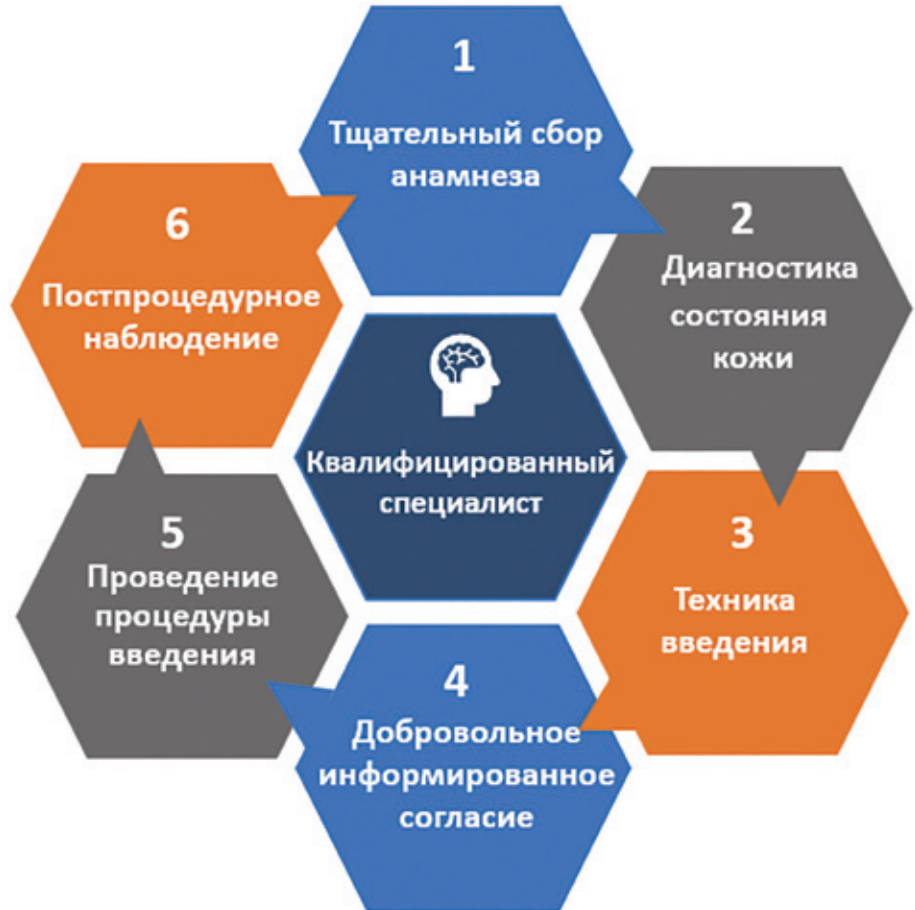 1
Тщательный сбор
анамнеза
2
Диагностика
состояния
кожи
3
Техника
введения
4
Добровольное
информированное
согласие
5
Проведение
процедуры
введения
6
Постпроцедурное
наблюдение
Квалифицированный
специалист